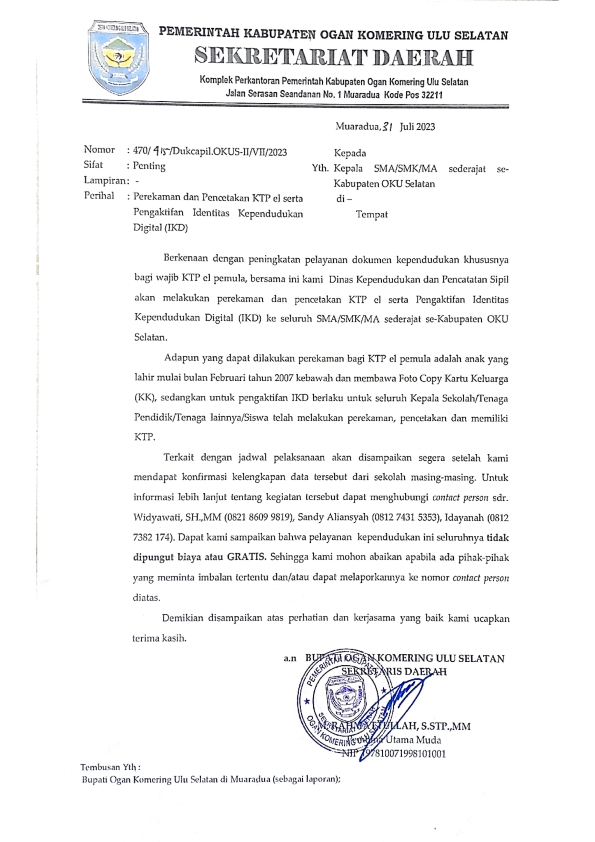 PEMERINTAH KABUPATEN OGAN KOMERING ULU SELATAN
SEKRETARIAT DAERAH
Komplek Perkantoran Pemerintah Kabupaten Ogan Komering Ulu Selatan
Jalan Serasan Seandanan No. 1 Muaradua Kode Pos 32211
Muaradua, 31 Juli 2023
Nomor : 470/ 415/Dukcapil.OKUS-II/VII/2023
Sifat : Penting
Lampiran : -
Perihal : Perekaman dan Pencetakan KTP el serta
Pengaktifan Identitas Kependudukan
Digital (IKD)
Kepada
Yth. Kepala SMA/SMK/MA sederajat se-
Kabupaten OKU Selatan
di –
Tempat
Berkenaan dengan peningkatan pelayanan dokumen kependudukan khususnya
bagi wajib KTP el pemula, bersama ini kami Dinas Kependudukan dan Pencatatan Sipil
akan melakukan perekaman dan pencetakan KTP el serta Pengaktifan Identitas
Kependudukan Digital (IKD) ke seluruh SMA/SMK/MA sederajat se-Kabupaten OKU
Selatan.
Adapun yang dapat dilakukan perekaman bagi KTP el pemula adalah anak yang
lahir mulai bulan Februari tahun 2007 kebawah dan membawa Foto Copy Kartu Keluarga
(KK), sedangkan untuk pengaktifan IKD berlaku untuk seluruh Kepala Sekolah/Tenaga
Pendidik/Tenaga lainnya/Siswa telah melakukan perekaman, pencetakan dan memiliki
KTP.
Terkait dengan jadwal pelaksanaan akan disampaikan segera setelah kami
mendapat konfirmasi kelengkapan data tersebut dari sekolah masing-masing. Untuk
informasi lebih lanjut tentang kegiatan tersebut dapat menghubungi contact person sdr.
Widyawati, SH.,MM (0821 8609 9819), Sandy Aliansyah (0812 7431 5353), Idayanah (0812
7382 174). Dapat kami sampaikan bahwa pelayanan kependudukan ini seluruhnya tidak
dipungut biaya atau GRATIS. Sehingga kami mohon abaikan apabila ada pihak-pihak
yang meminta imbalan tertentu dan/atau dapat melaporkannya ke nomor contact person
diatas.
Demikian disampaikan atas perhatian dan kerjasama yang baik kami ucapkan
terima kasih.
a.n BUPATI OGAN KOMERING ULU SELATAN
SEKRETARIS DAERAH
PEMERINTAH KABUPATEN
OGAN KOMERING ULU SELATAN
SEKRETARIAT DAERAH
M. RAHMATTULLAH, S.STP.,MM
Utama Muda
NIP 197810071998101001
Tembusan Yth :
Bupati Ogan Komering Ulu Selatan di Muaradua (sebagai laporan);